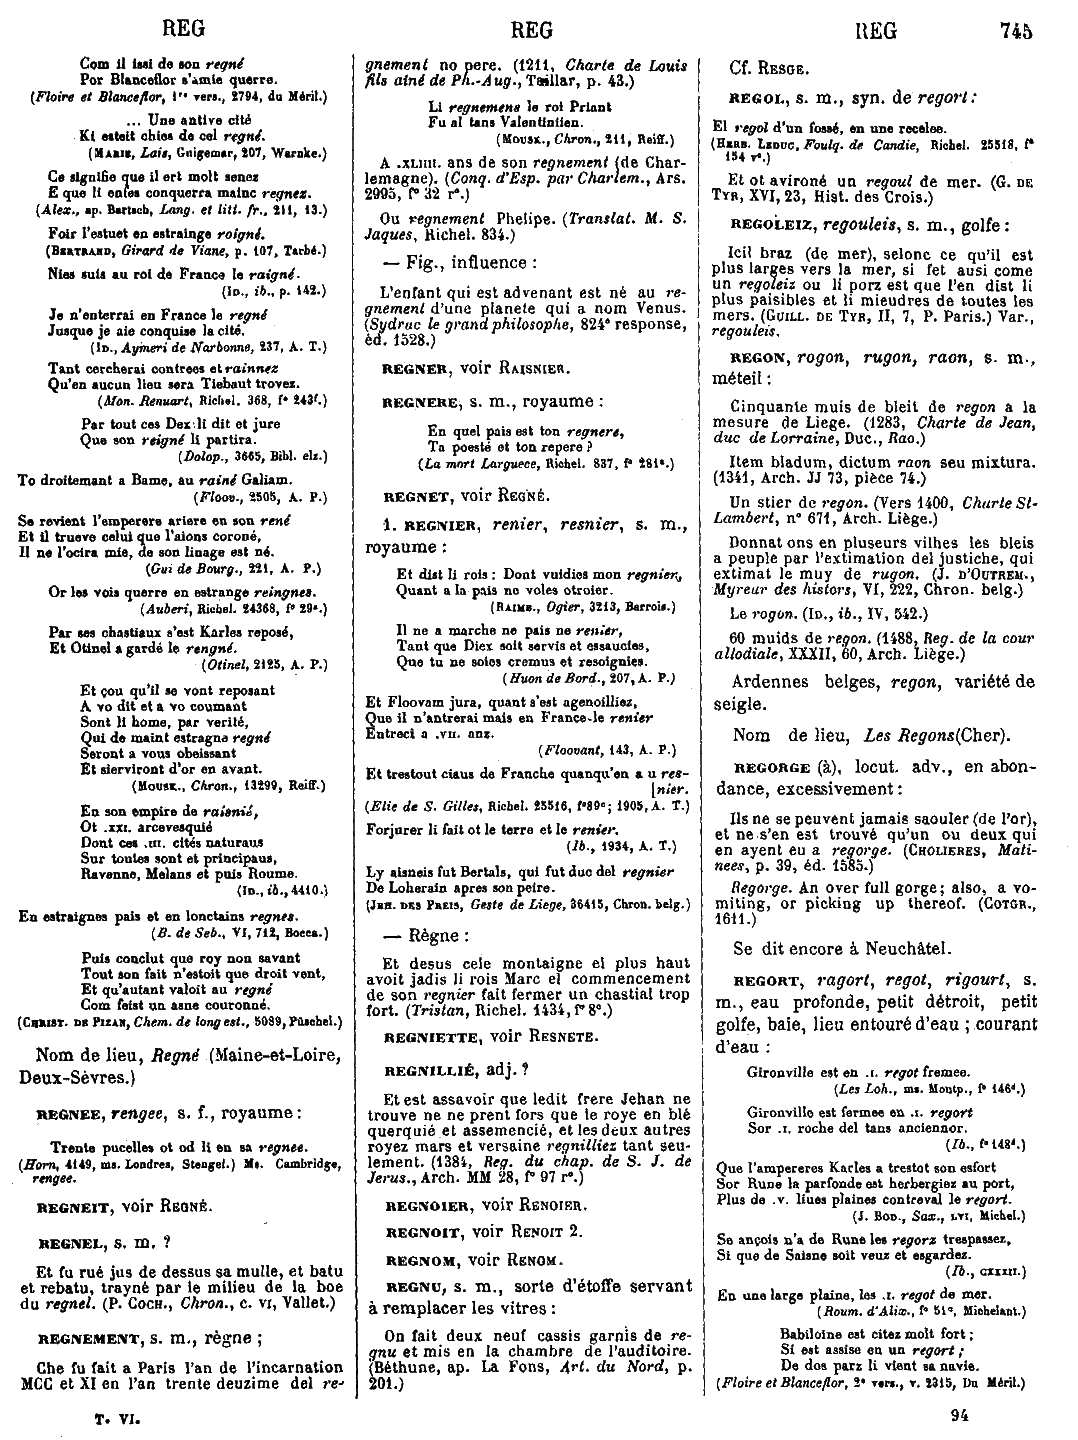 REG
REG
REG 745
Com il issi de son regné
Por Blanceflor s'amie querre.
(Floire et Blanceflor, 1re vers., 2794, du Méril.)
... Une antive cité
Ki esteit chies de cel regné.
(MARIE, Lais, Guigemar, 207, Warnke.)
Ce signifie que il ert molt senez
E que li enfes conquerra mainc regnez.
(Alex., ap. Bartsch, Lang. et litt. fr., 211, 13.)
Foir l'estuet en estrainge roigné.
(BERTRAND, Girard de Viane, p. 107, Tarbé.)
Nies suis au roi de France le raigné.
(ID., ib., p. 142.)
Je n'enterrai en France le regné
Jusque je aie conquise la cité.
(ID., Aymeri de Narbonne, 237, A. T.)
Tant cercherai contrees et rainnez
Qu'en aucun lieu sera Tiebaut trovez.
(Mon. Renuart, Richel. 368, f° 243f.)
Par tout ces Dex li dit et jure
Que son reigné li partira.
(Dolop., 3665, Bibl. elz.)
To droitemant a Bame, au rainé Galiam.
(Floov., 2505, A. P.)
Se revient l'emperere ariere en son rené
Et il trueve celui que l'aions coroné,
Il ne l'ocira mie, de son linage est né.
(Gui de Bourg., 221, A. P.)
Or les vois querre en estrange reingnes.
(Auberi, Richel. 24368, f° 29a.)
Par ses chastiaux s'est Karles reposé,
Et Otinel a gardé le rengné.
(Otinel, 2125, A. P.)
Et çou qu'il se vont reposant
A vo dit et a vo coumant
Sont li home, par verité,
Qui de maint estragne regné
Seront a vous obeissant
Et sierviront d'or en avant.
(MOUSK., Chron., 13299, Reiff.)
En son empire de raisnié,
Ot .XXI. arcevesquié
Dont ces .III. cités naturaus
Sur toutes sont et principaus,
Ravenne, Melans et puis Roume.
(ID., ib., 4410.)
En estraignes pais et en lonctains regnes.
(B. de Seb., VI, 712, Bocca.)
Puis conclut que roy non savant
Tout son fait n'estoit que droit vent,
Et qu'autant valoit au regné
Com feist un asne couronné.
(CHRIST. DE PIZAN, Chem. de long est., 5089, Püschel.)
Nom de lieu, Regné (Maine-et-Loire,
Deux-Sèvres.)
REGNEE, rengee, s. f., royaume :
Trente pucelles ot od li en sa regnee.
(Horn, 4149, ms. Londres, Stengel.) Ms. Cambridge,
rengee.
REGNEIT, voir REGNÉ.
REGNEL, s. m. ?
Et fu rué jus de dessus sa mulle, et batu
et rebatu, trayné par le milieu de la boe
du regnel. (P. COCH., Chron., c. VI, Vallet.)
REGNEMENT, s. m., règne ;
Che fu fait a Paris l'an de l'incarnation
MCC et XI en l'an trente deuzime del re-
T. VI.
gnement no pere. (1211, Charte de Louis
fils aîné de Ph.-Aug., Taillar, p. 43.)
Li regnemens le roi Priant
Fu al tans Valentintien.
(MOUSK., Chron., 211, Reiff.)
A .XLIIII. ans de son regnement (de Char-
lemagne). (Conq. d'Esp. par Charlem., Ars.
2995, f° 32 r°.)
Ou regnement Phelipe. (Translat. M. S.
Jaques, Richel. 834.)
— Fig., influence :
L'enfant qui est advenant est né au re-
gnement d'une planete qui a nom Venus.
(Sydrac le grand philosophe, 824e response,
éd. 1528.)
REGNER, voir RAISNIER.
REGNERE, s. m., royaume :
En quel pais est ton regnere,
Ta poesté et ton repere ?
(La mort Larguece, Richel. 837, f° 281a.)
REGNET, voir REGNÉ.
1. REGNIER, renier, resnier, s. m.,
royaume :
Et dist li rois : Dont vuidies mon regnier,
Quant a la pais ne voles otroier.
(RAIMB., Ogier, 3213, Barrois.)
Il ne a marche ne pais ne renier,
Tant que Diex soit servis et essaucies,
Que tu ne soies cremus et resoignies.
(Huon de Bord., 207, A. P.)
Et Floovam jura, quant s'est agenoilliez,
Que il n'antrerai mais en France le renier
Entreci a .VII. anz.
(Floovant, 143, A. P.)
Et trestout ciaus de Franche quanqu'en a u res-
[nier.
(Elie de S. Gilles, Richel. 25516, f°89c; 1905, A. T.)
Forjurer li fait ot le terre et le renier.
(Ib., 1934, A. T.)
Ly aisneis fut Bertals, qui fut duc del regnier
De Loherain apres son peire.
(JEH. DES PREIS, Geste de Liege, 36415, Chron. belg.)
— Règne :
Et desus cele montaigne el plus haut
avoit jadis li rois Marc el commencement
de son regnier fait fermer un chastial trop
fort. (Tristan, Richel. 1434, f° 8c.)
REGNIETTE, voir RESNETE.
REGNILLIÉ, adj. ?
Et est assavoir que ledit frere Jehan ne
trouve ne ne prent fors que le roye en blé
querquié et assemencié, et les deux autres
royez mars et versaine regnilliez tant seu-
lement. (1384, Reg. du chap. de S. J. de
Jerus., Arch. MM 28, f° 97 r°.)
REGNOIER, voir RENOIER.
REGNOIT, voir RENOIT 2.
REGNOM, voir RENOM.
REGNU, s. m., sorte d'étoffe servant
à remplacer les vitres :
On fait deux neuf cassis garnis de re-
gnu et mis en la chambre de l'auditoire.
(Béthune, ap. La Fons, Art. du Nord, p.
201.)
Cf. RESGE.
REGOL, s. m., syn. de regort :
El regol d'un fossé, en une recelee.
(HERB. LEDUC, Foulq. de Candie, Richel. 25518, f°
154 r°.)
Et ot avironé un regoul de mer. (G. DE
TYR, XVI, 23, Hist. des Crois.)
REGOLEIZ, regouleis, s. m., golfe :
Icil braz (de mer), selonc ce qu'il est
plus larges vers la mer, si fet ausi come
un regoleiz ou li porz est que l'en dist li
plus paisibles et li mieudres de toutes les
mers. (GUILL. DE TYR, II, 7, P. Paris.) Var.,
regouleis.
REGON, rogon, rugon, raon, s. m.,
méteil :
Cinquante muis de bleit de regon a la
mesure de Liege. (1283, Charte de Jean,
duc de Lorraine, Duc., Rao.)
Item bladum, dictum raon seu mixtura.
(1341, Arch. JJ 73, pièce 74.)
Un stier de regon. (Vers 1400, Charte St-
Lambert, n° 671, Arch. Liège.)
Donnat ons en pluseurs vilhes les bleis
a peuple par l'extimation del justiche, qui
extimat le muy de rugon. (J. D'OUTREM.,
Myreur des histors, VI, 222, Chron. belg.)
Le rogon. (ID., ib., IV, 542.)
60 muids de regon. (1488, Reg. de la cour
allodiale, XXXII, 60, Arch. Liège.)
Ardennes belges, regon, variété de
seigle.
Nom de lieu, Les Regons(Cher).
REGORGE (à), locut. adv., en abon-
dance, excessivement :
Ils ne se peuvent jamais saouler (de l'or),
et ne s'en est trouvé qu'un ou deux qui
en ayent eu a regorge. (CHOLIERES, Mati-
nees, p. 39, éd. 1585.)
Regorge. An over full gorge; also, a vo-
miting, or picking up thereof. (COTGR.,
1611.)
Se dit encore à Neuchâtel.
REGORT, ragort, regot, rigourt, s.
m., eau profonde, petit détroit, petit
golfe, baie, lieu entouré d'eau ; courant
d'eau :
Gironville est en .I. regot fremee.
(Les Loh., ms. Montp., f° 146d.)
Gironville est fermee en .I. regort
Sor .I. roche del tans anciennor.
(Ib., f° 148d.)
Que l'ampereres Karles a trestot son esfort
Sor Rune la parfonde est herbergiez au port,
Plus de .V. liues plaines contreval le regort.
(J. BOD., Sax., LVI, Michel.)
Se ançois n'a de Rune les regorz trespassez,
Si que de Saisne soit veuz et esgardez.
(Ib., CXXIII.)
En une large plaine, les .I. regot de mer.
(Roum. d'Alix., f° 51c, Michelant.)
Babiloine est citez molt fort ;
Si est assise en un regort ;
De dos parz li vient sa navie.
(Floire et Blanceflor, 2e vers., v. 2315, Du Méril.)
94